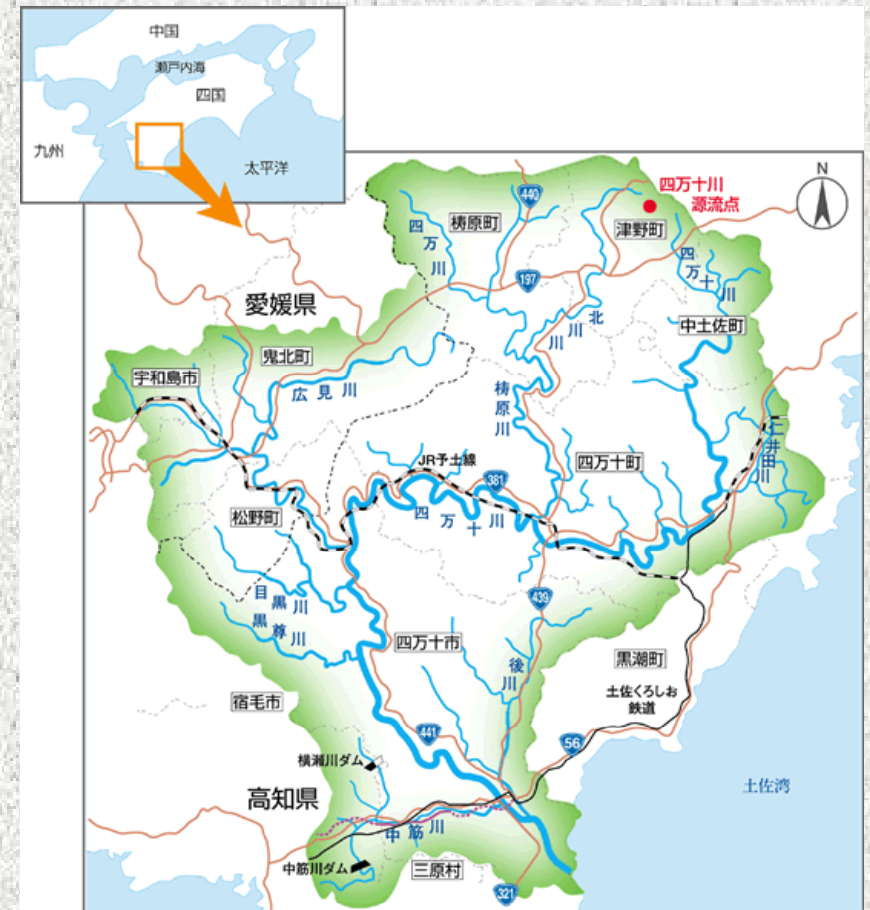 中国
瀬戸内海
四国
九州
太平洋
N
四万十川
源流点
440
梼原町
津野町
四万川
四万十川
197
北川川
愛媛県
中土佐町
鬼北町
宇和島市
広見川
梼原川
仁井田川
JR予土線
四万十町
381
四万十川
松野町
目黒川
439
黒尊川
四万十市
後川
黒潮町
宿毛市
土佐くろしお
鉄道
441
56
横瀬川ダム
土佐湾
高知県
中筋川
中筋川ダム
三原村
321